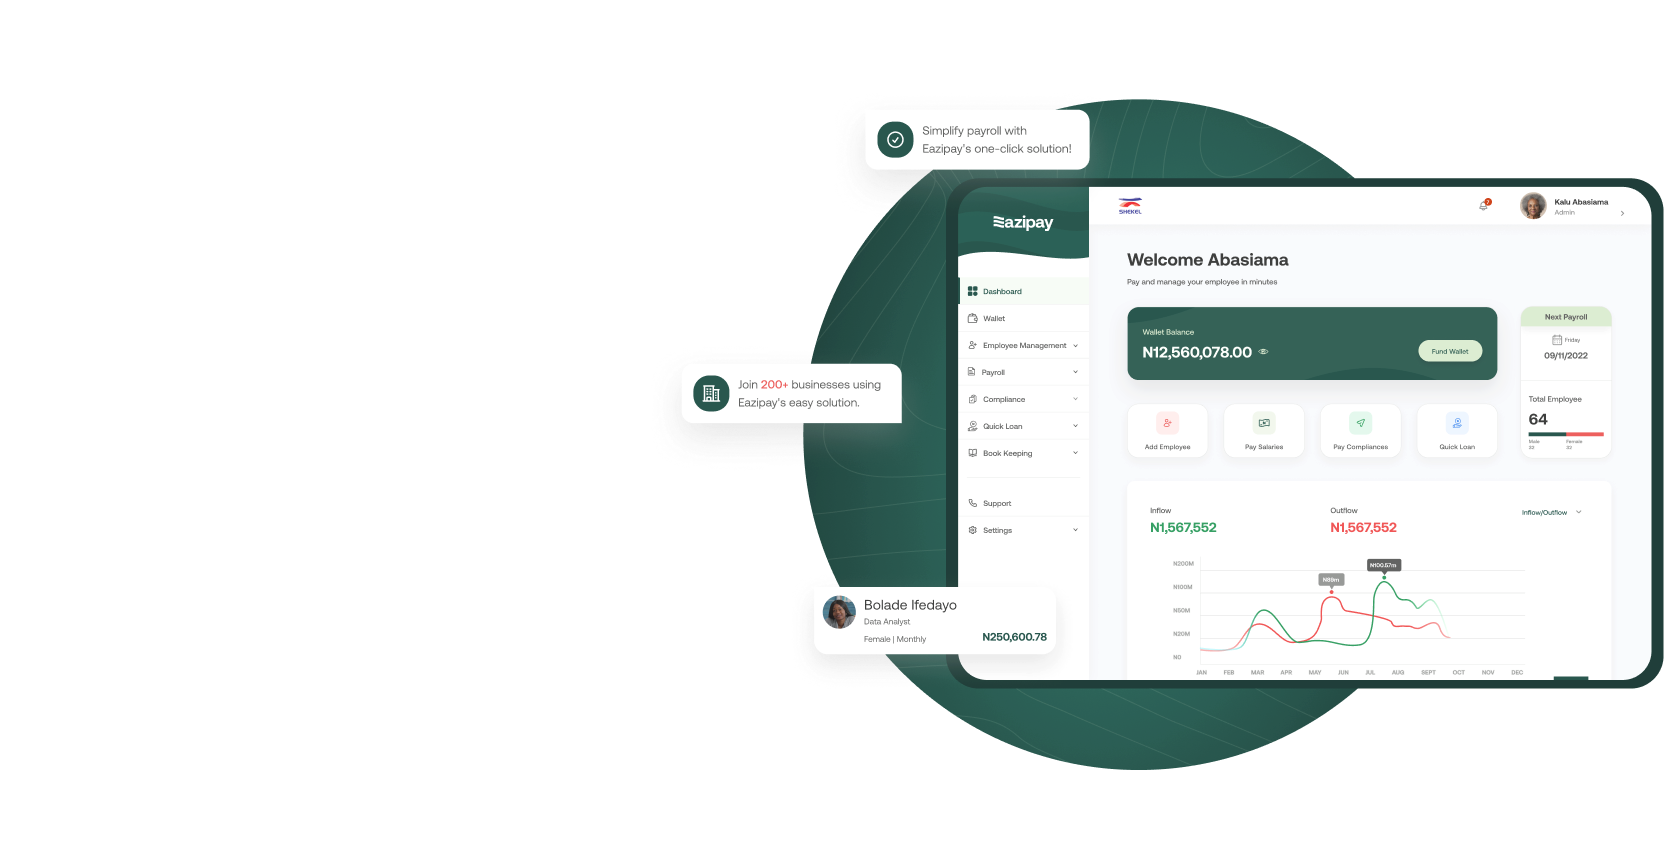 Simplify payroll with
Eazipay's one-click solution!
Eazipay
SHEKEL
7
Kalu Abasiama
Admin
Welcome Abasiama
Pay and manage your employee in minutes
Dashboard
Wallet
Employee Management
Payroll
Compliance
Quick Loan
Book Keeping
Support
Settings
Wallet Balance
N12,560,078.00
Fund Wallet
Next Payroll
Friday
09/11/2022
Total Employee
64
Male
Female
32
32
Add Employee
Pay Salaries
Pay Compliances
Quick Loan
Join 200+ businesses using
Eazipay's easy solution.
Inflow
N1,567,552
Outflow
N1,567,552
Inflow/Outflow
N200M
N100M
N50M
N20M
N0
N89m
N100.57m
JAN FEB MAR APR MAY JUN JUL AUG SEPT OCT NOV DEC
Bolade Ifedayo
Data Analyst
Female | Monthly
N250,600.78